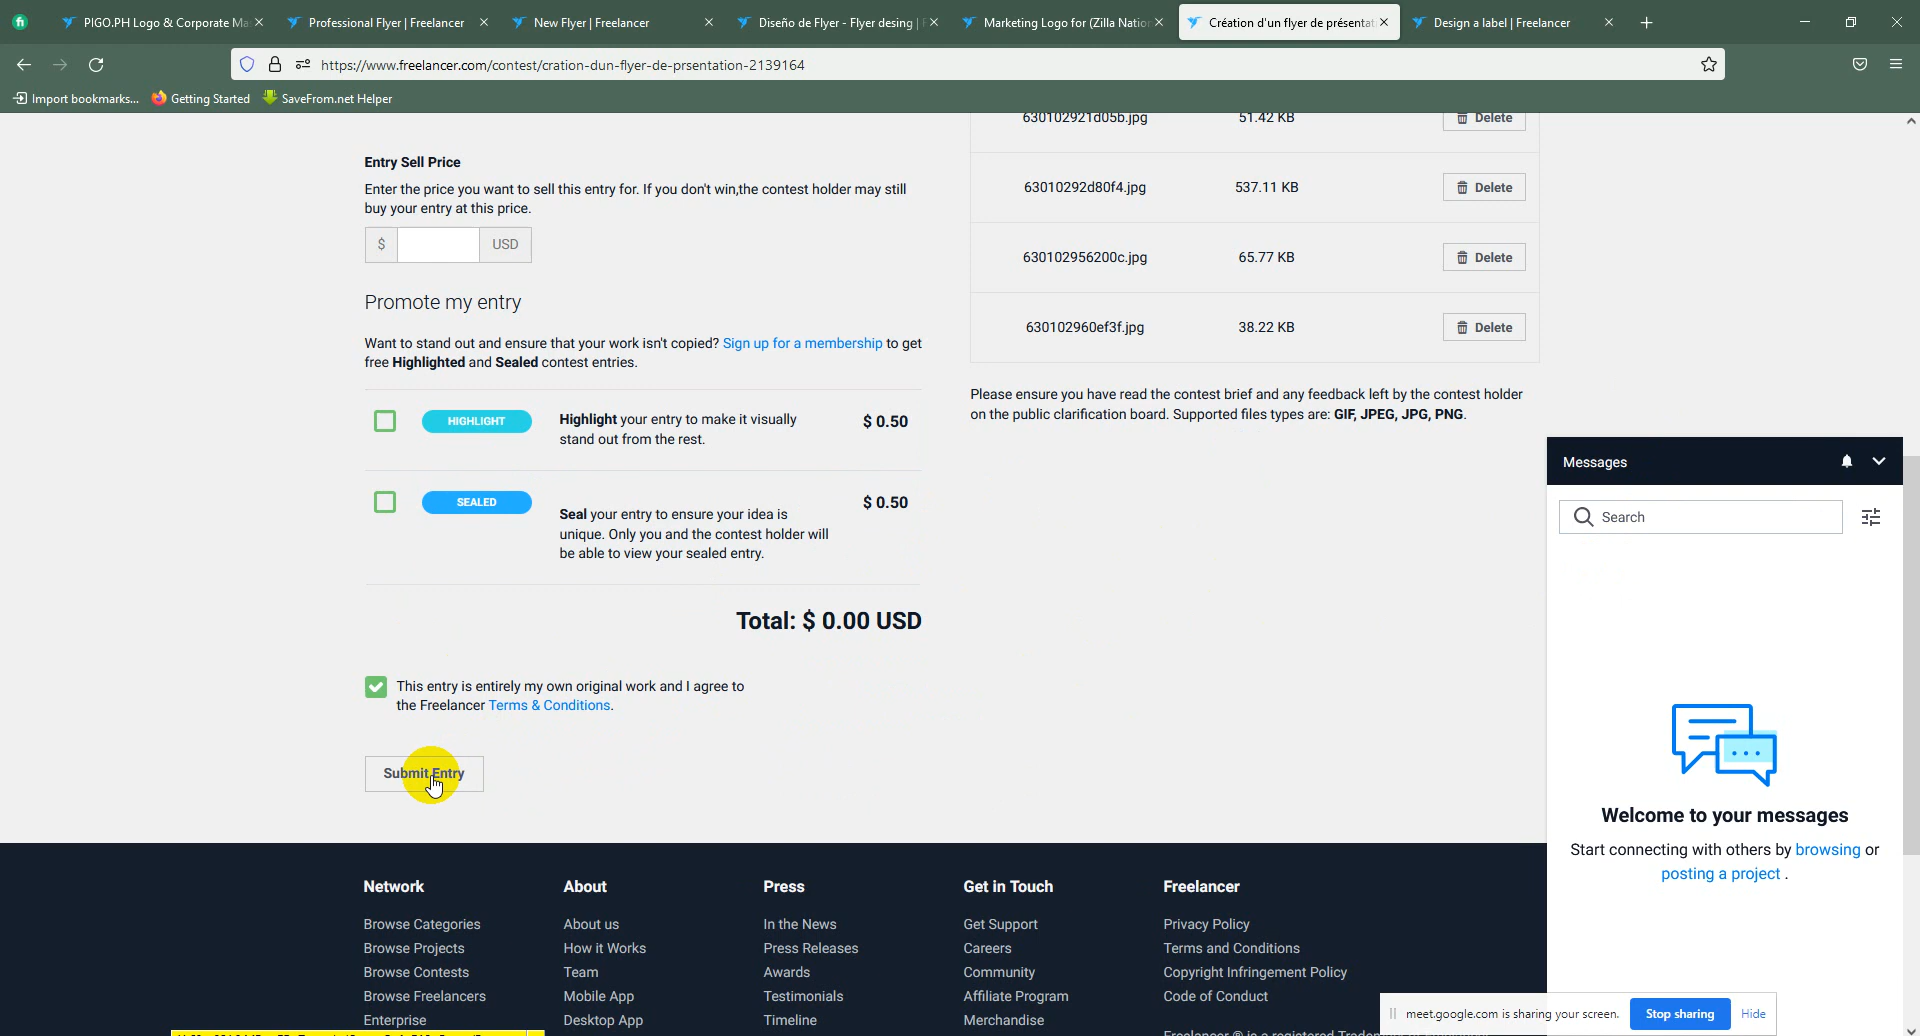 PIGO.PH Logo & Corporate Ma
Professional Flyer | Freelancer
New Flyer | Freelancer
Diseño de Flyer - Flyer desing |
Marketing Logo for (Zilla Nation
Création d'un flyer de présentat
Design a label | Freelancer
https://www.freelancer.com/contest/cration-dun-flyer-de-prsentation-2139164
Import bookmarks...
Getting Started
SaveFrom.net Helper
Entry Sell Price
Enter the price you want to sell this entry for. If you don't win,the contest holder may still
buy your entry at this price.
$ USD
Promote my entry
Want to stand out and ensure that your work isn't copied? Sign up for a membership to get
free Highlighted and Sealed contest entries.
HIGHLIGHT
Highlight your entry to make it visually
stand out from the rest.
$ 0.50
SEALED
Seal your entry to ensure your idea is
unique. Only you and the contest holder will
be able to view your sealed entry.
$ 0.50
Total: $ 0.00 USD
This entry is entirely my own original work and I agree to
the Freelancer Terms & Conditions.
Submit Entry
630102921d05b.jpg 51.42 KB Delete
63010292d80f4.jpg 537.11 KB Delete
630102956200c.jpg 65.77 KB Delete
630102960ef3f.jpg 38.22 KB Delete
Please ensure you have read the contest brief and any feedback left by the contest holder
on the public clarification board. Supported files types are: GIF, JPEG, JPG, PNG.
Messages
Search
Welcome to your messages
Start connecting with others by browsing or
posting a project .
Network
Browse Categories
Browse Projects
Browse Contests
Browse Freelancers
Enterprise
About
About us
How it Works
Team
Mobile App
Desktop App
Press
In the News
Press Releases
Awards
Testimonials
Timeline
Get in Touch
Get Support
Careers
Community
Affiliate Program
Merchandise
Freelancer
Privacy Policy
Terms and Conditions
Copyright Infringement Policy
Code of Conduct
meet.google.com is sharing your screen. Stop sharing Hide